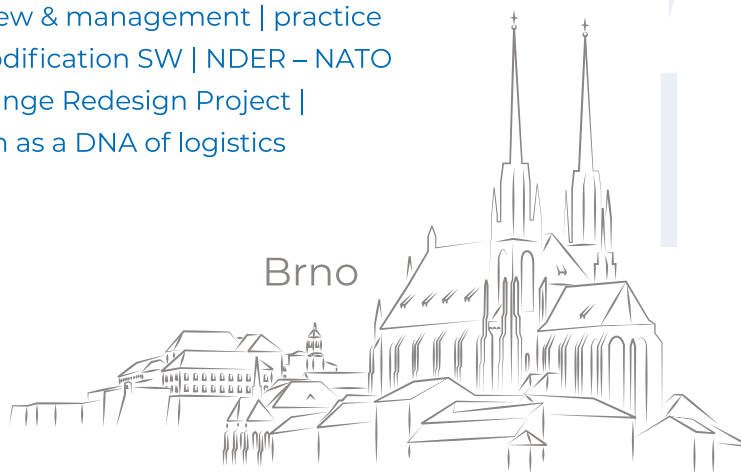 ew & management | practice
odification SW | NDER – NATO
nge Redesign Project |
n as a DNA of logistics
Brno